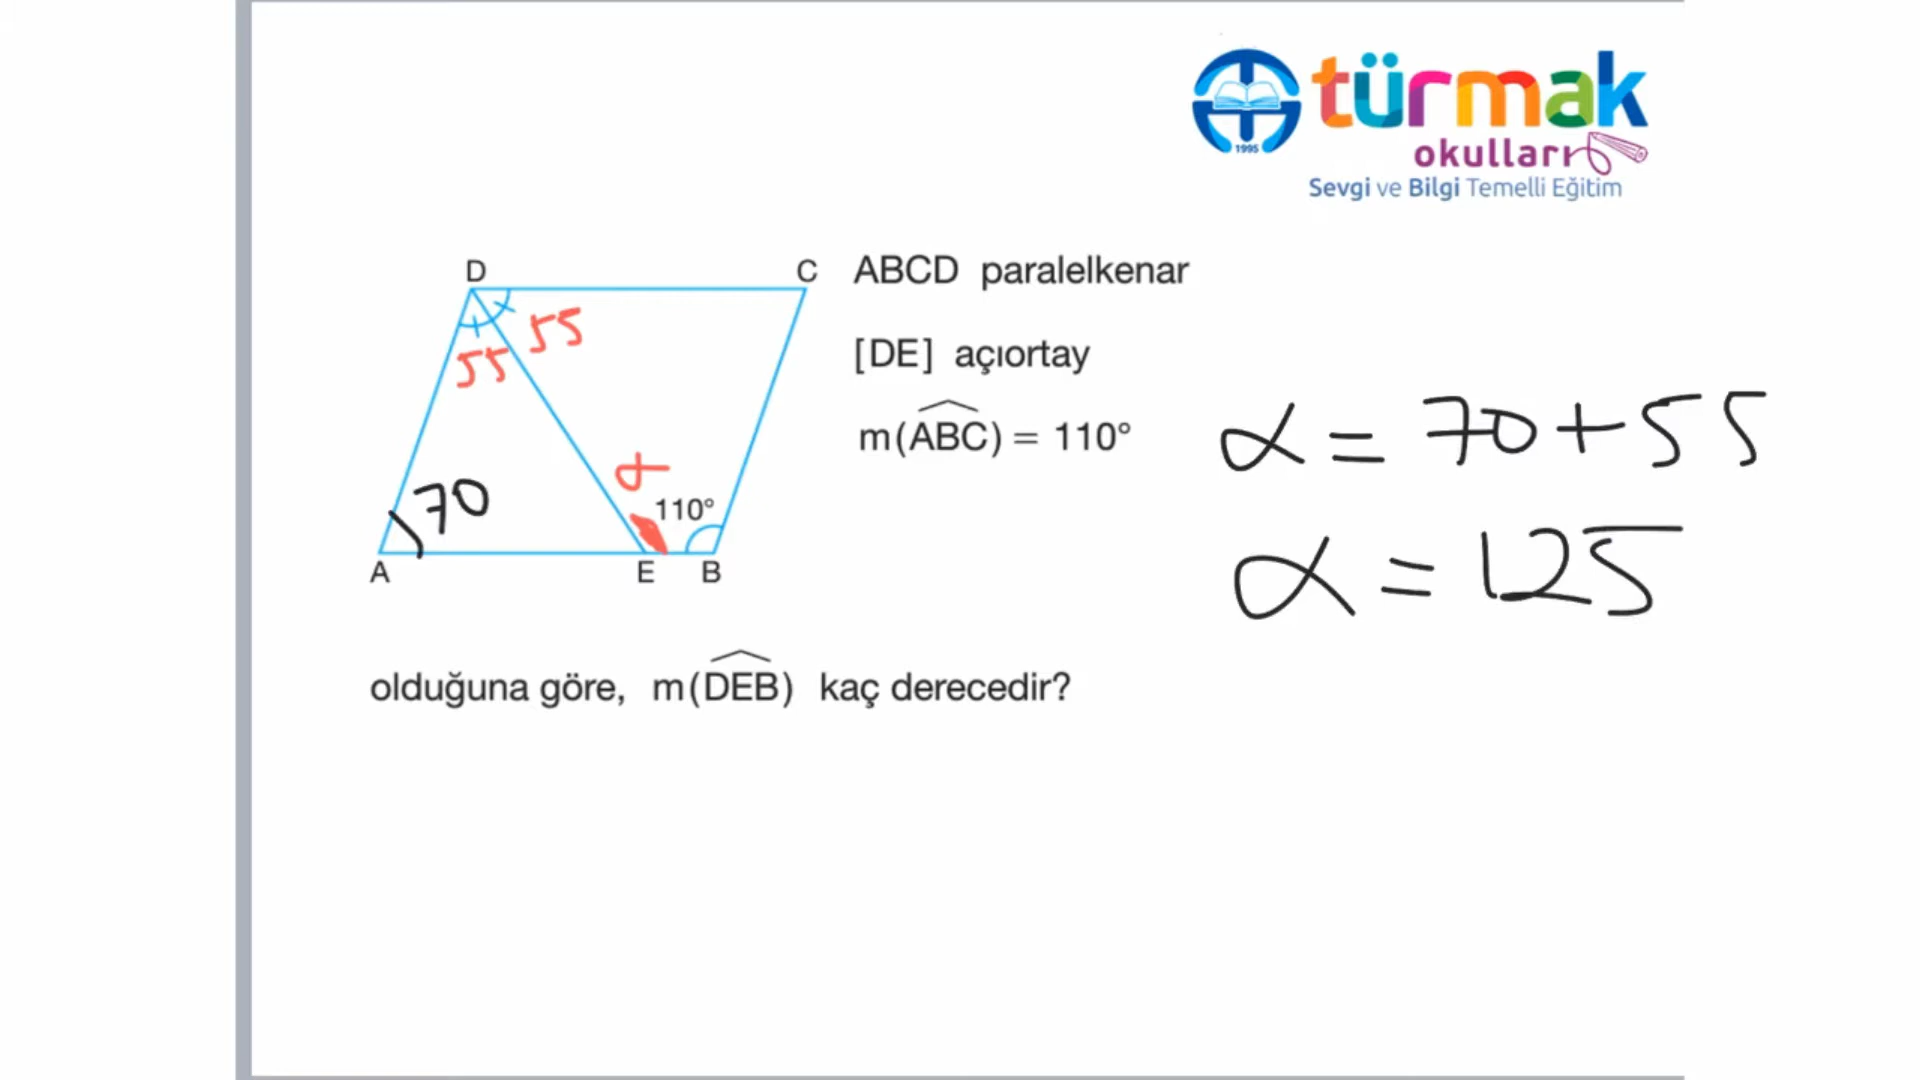 1995
türmak
okulları
Sevgi ve Bilgi Temelli Eğitim
D
C
ABCD paralelkenar
55
55
[DE] açıortay
m(ABC) = 110°
α = 70+55
α
70
110°
α = 125
A
E
B
olduğuna göre, m(DEB) kaç derecedir?